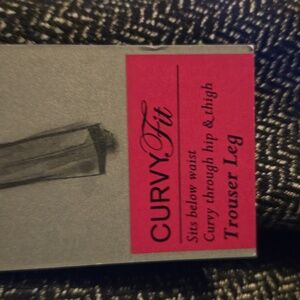 CURVY Fit
Sits below waist
Curvy through hip & thigh
Trouser Leg